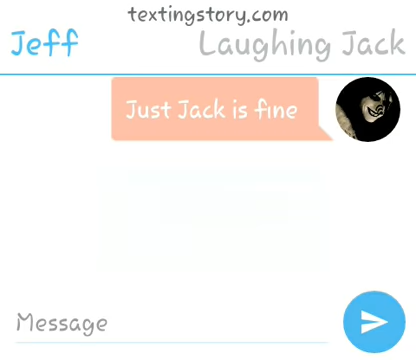 textingstory.com
Jeff
Laughing Jack
Just Jack is fine
Message